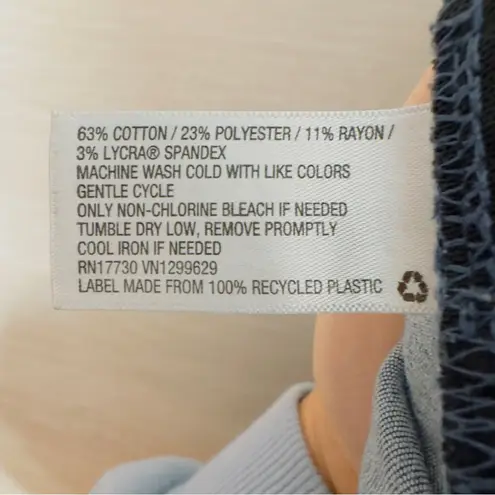 63% COTTON / 23% POLYESTER / 11% RAYON /
3% LYCRA® SPANDEX
MACHINE WASH COLD WITH LIKE COLORS
GENTLE CYCLE
ONLY NON-CHLORINE BLEACH IF NEEDED
TUMBLE DRY LOW, REMOVE PROMPTLY
COOL IRON IF NEEDED
RN17730 VN1299629
LABEL MADE FROM 100% RECYCLED PLASTIC